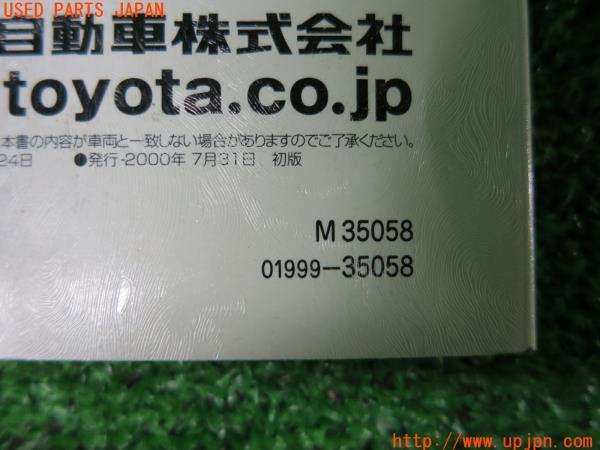 USED PARTS JAPAN
自動車株式会社
toyota.co.jp
本書の内容が車両と一致しない場合がありますのでご了承ください。
24日 ●発行-2000年 7月31日 初版
M 35058
01999-35058
http://www.upjpn.com/